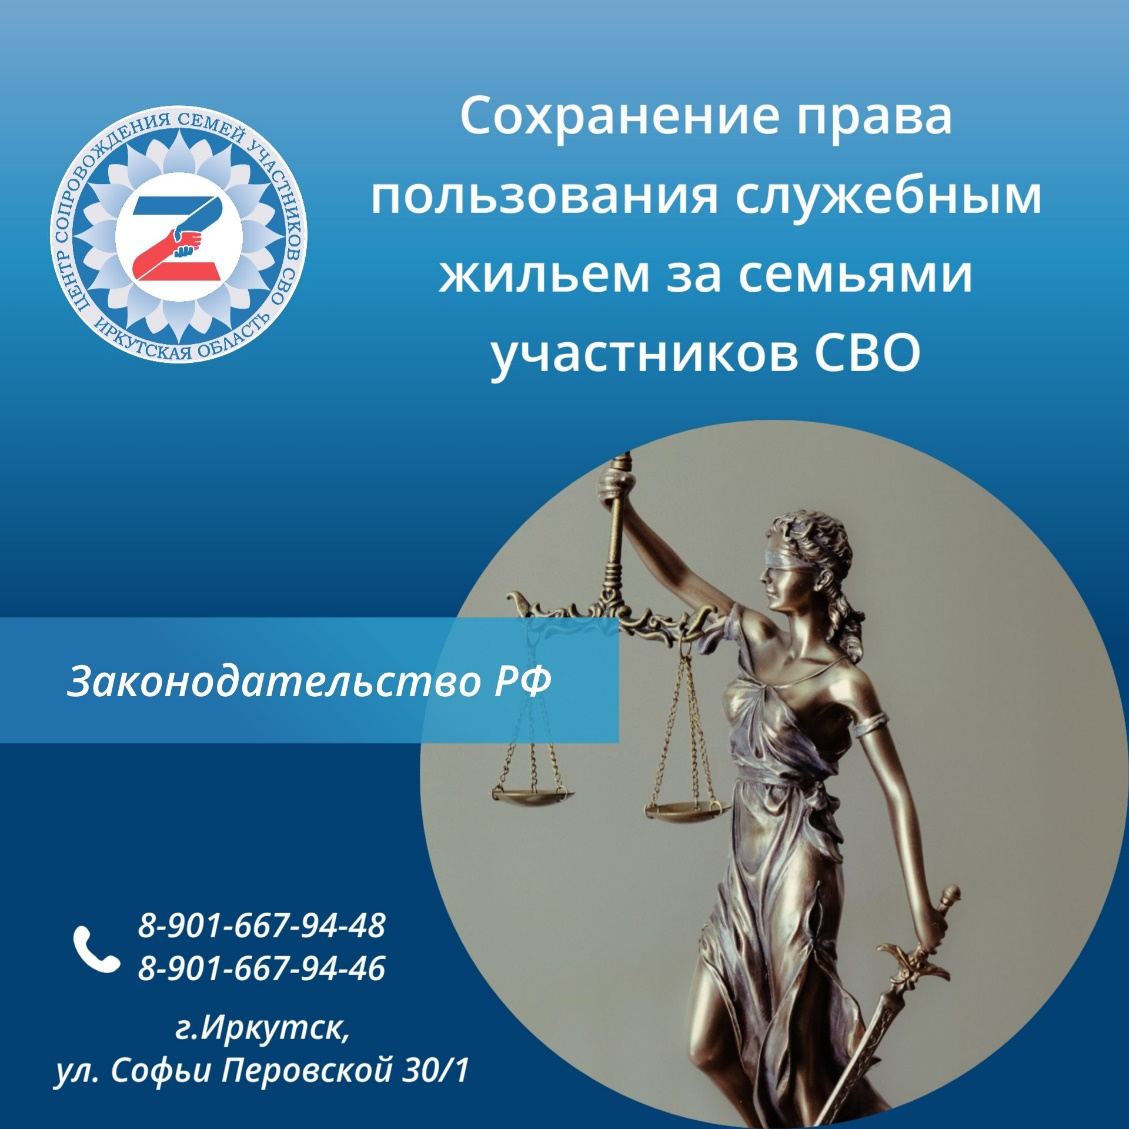 ЦЕНТР СОПРОВОЖДЕНИЯ СЕМЕЙ УЧАСТНИКОВ СВО
ИРКУТСКАЯ ОБЛАСТЬ
Сохранение права
пользования служебным
жильем за семьями
участников СВО
Законодательство РФ
8-901-667-94-48
8-901-667-94-46
г.Иркутск,
ул. Софьи Перовской 30/1